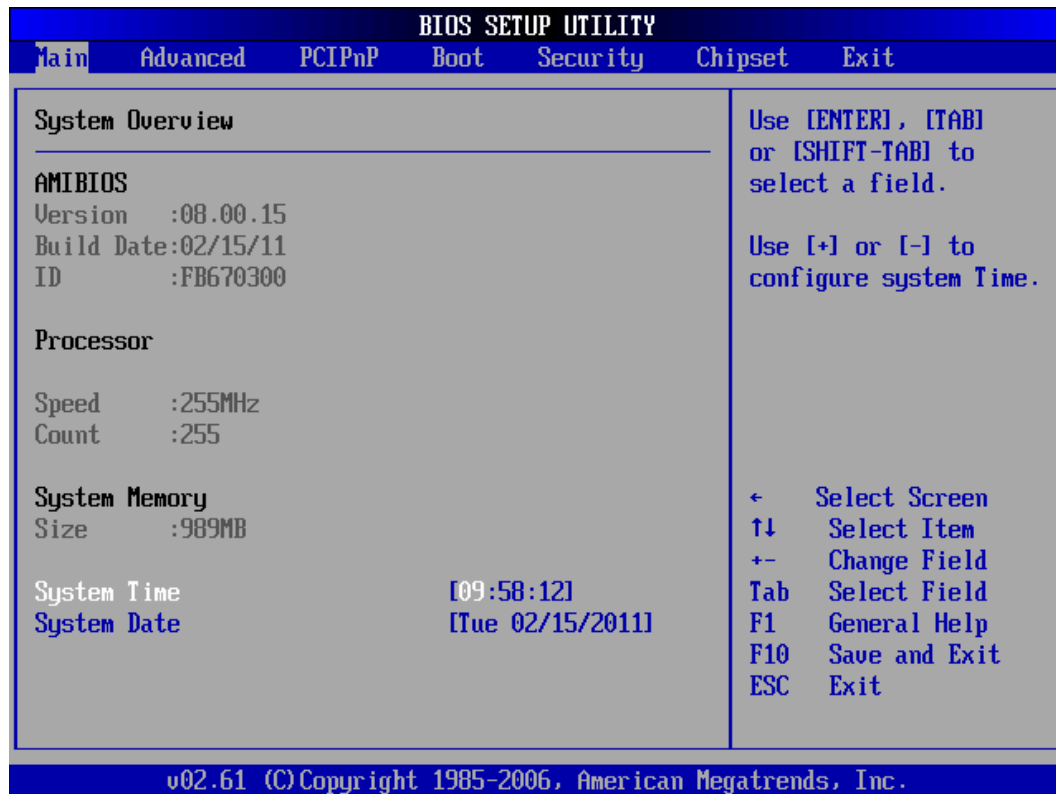 BIOS SETUP UTILITY
Main Advanced PCIPnP Boot Security Chipset Exit
System Overview
AMIBIOS
Version :08.00.15
Build Date:02/15/11
ID :FB670300
Processor
Speed :255MHz
Count :255
System Memory
Size :989MB
System Time [09:58:12]
System Date [Tue 02/15/2011]
Use [ENTER], [TAB]
or [SHIFT-TAB] to
select a field.
Use [+] or [-] to
configure system Time.
← Select Screen
↑↓ Select Item
+- Change Field
Tab Select Field
F1 General Help
F10 Save and Exit
ESC Exit
v02.61 (C)Copyright 1985-2006, American Megatrends, Inc.